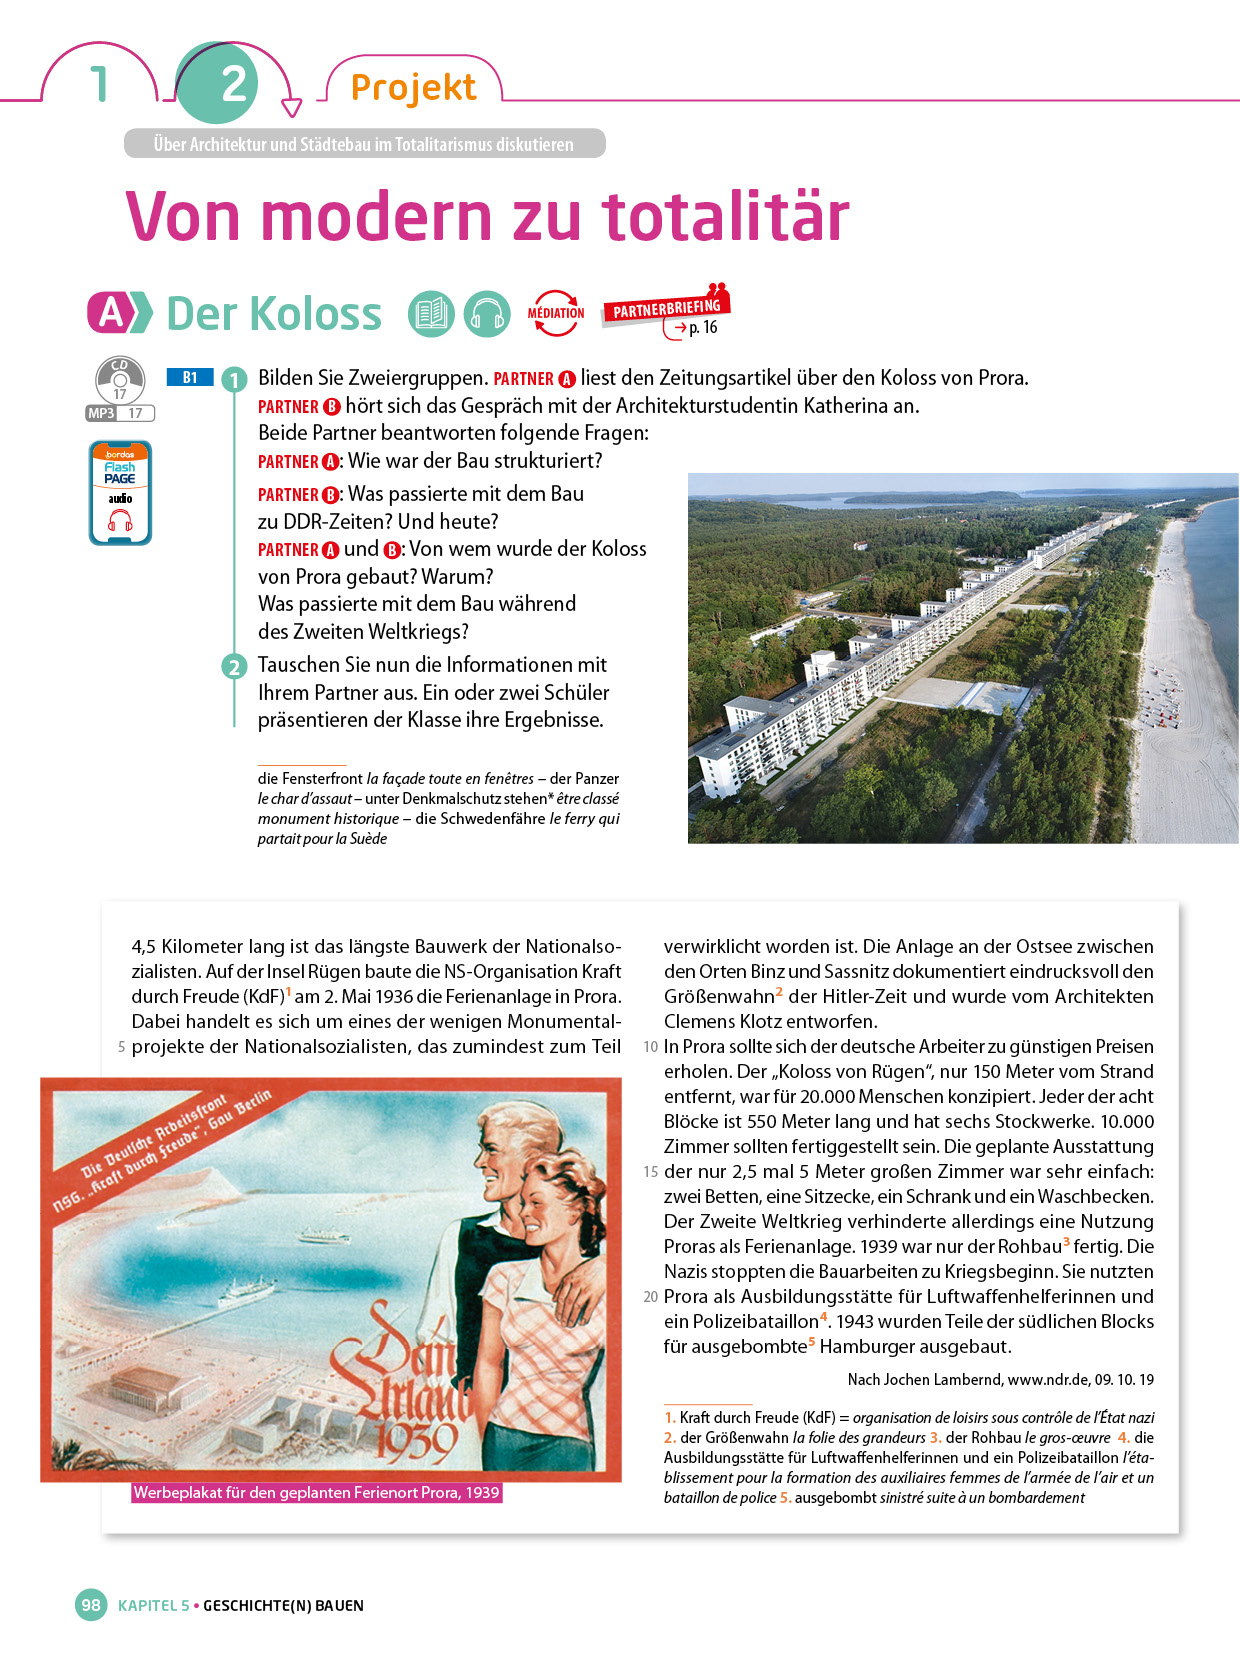 1
2
Projekt
Über Architektur und Städtebau im Totalitarismus diskutieren
Von modern zu totalitär
A Der Koloss
MÉDIATION
PARTNERBRIEFING
p. 16
CD
17
MP3 17
bordas
Flash
PAGE
audio
B1
1 Bilden Sie Zweiergruppen. PARTNER A liest den Zeitungsartikel über den Koloss von Prora.
PARTNER B hört sich das Gespräch mit der Architekturstudentin Katherina an.
Beide Partner beantworten folgende Fragen:
PARTNER A: Wie war der Bau strukturiert?
PARTNER B: Was passierte mit dem Bau
zu DDR-Zeiten? Und heute?
PARTNER A und B: Von wem wurde der Koloss
von Prora gebaut? Warum?
Was passierte mit dem Bau während
des Zweiten Weltkriegs?
2 Tauschen Sie nun die Informationen mit
Ihrem Partner aus. Ein oder zwei Schüler
präsentieren der Klasse ihre Ergebnisse.
die Fensterfront la façade toute en fenêtres – der Panzer
le char d'assaut – unter Denkmalschutz stehen* être classé
monument historique – die Schwedenfähre le ferry qui
partait pour la Suède
4,5 Kilometer lang ist das längste Bauwerk der Nationalso-
zialisten. Auf der Insel Rügen baute die NS-Organisation Kraft
durch Freude (KdF)1 am 2. Mai 1936 die Ferienanlage in Prora.
Dabei handelt es sich um eines der wenigen Monumental-
5 projekte der Nationalsozialisten, das zumindest zum Teil
Die Deutsche Arbeitsfront
NSG. „Kraft durch Freude", Gau Berlin
Dein
Urlaub
1939
Werbeplakat für den geplanten Ferienort Prora, 1939
verwirklicht worden ist. Die Anlage an der Ostsee zwischen
den Orten Binz und Sassnitz dokumentiert eindrucksvoll den
Größenwahn2 der Hitler-Zeit und wurde vom Architekten
Clemens Klotz entworfen.
10 In Prora sollte sich der deutsche Arbeiter zu günstigen Preisen
erholen. Der „Koloss von Rügen", nur 150 Meter vom Strand
entfernt, war für 20.000 Menschen konzipiert. Jeder der acht
Blöcke ist 550 Meter lang und hat sechs Stockwerke. 10.000
Zimmer sollten fertiggestellt sein. Die geplante Ausstattung
15 der nur 2,5 mal 5 Meter großen Zimmer war sehr einfach:
zwei Betten, eine Sitzecke, ein Schrank und ein Waschbecken.
Der Zweite Weltkrieg verhinderte allerdings eine Nutzung
Proras als Ferienanlage. 1939 war nur der Rohbau3 fertig. Die
Nazis stoppten die Bauarbeiten zu Kriegsbeginn. Sie nutzten
20 Prora als Ausbildungsstätte für Luftwaffenhelferinnen und
ein Polizeibataillon4. 1943 wurden Teile der südlichen Blocks
für ausgebombte5 Hamburger ausgebaut.
Nach Jochen Lambernd, www.ndr.de, 09. 10. 19
1. Kraft durch Freude (KdF) = organisation de loisirs sous contrôle de l'État nazi
2. der Größenwahn la folie des grandeurs 3. der Rohbau le gros-œuvre 4. die
Ausbildungsstätte für Luftwaffenhelferinnen und ein Polizeibataillon l'éta-
blissement pour la formation des auxiliaires femmes de l'armée de l'air et un
bataillon de police 5. ausgebombt sinistré suite à un bombardement
98 KAPITEL 5 • GESCHICHTE(N) BAUEN